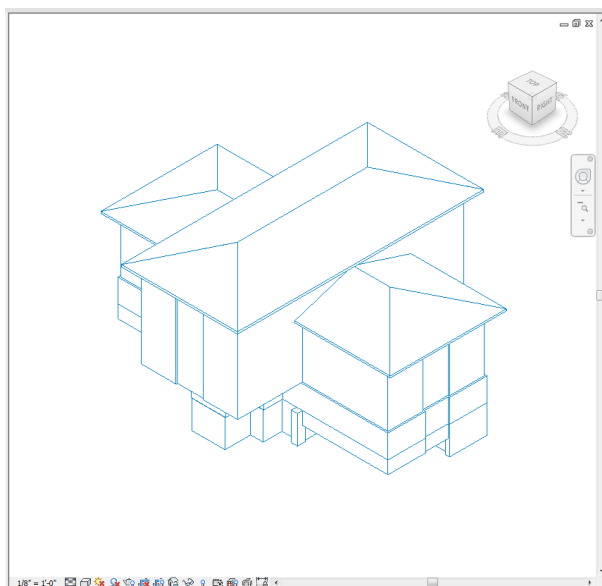 TOP
FRONT
RIGHT
1/8" = 1'-0"